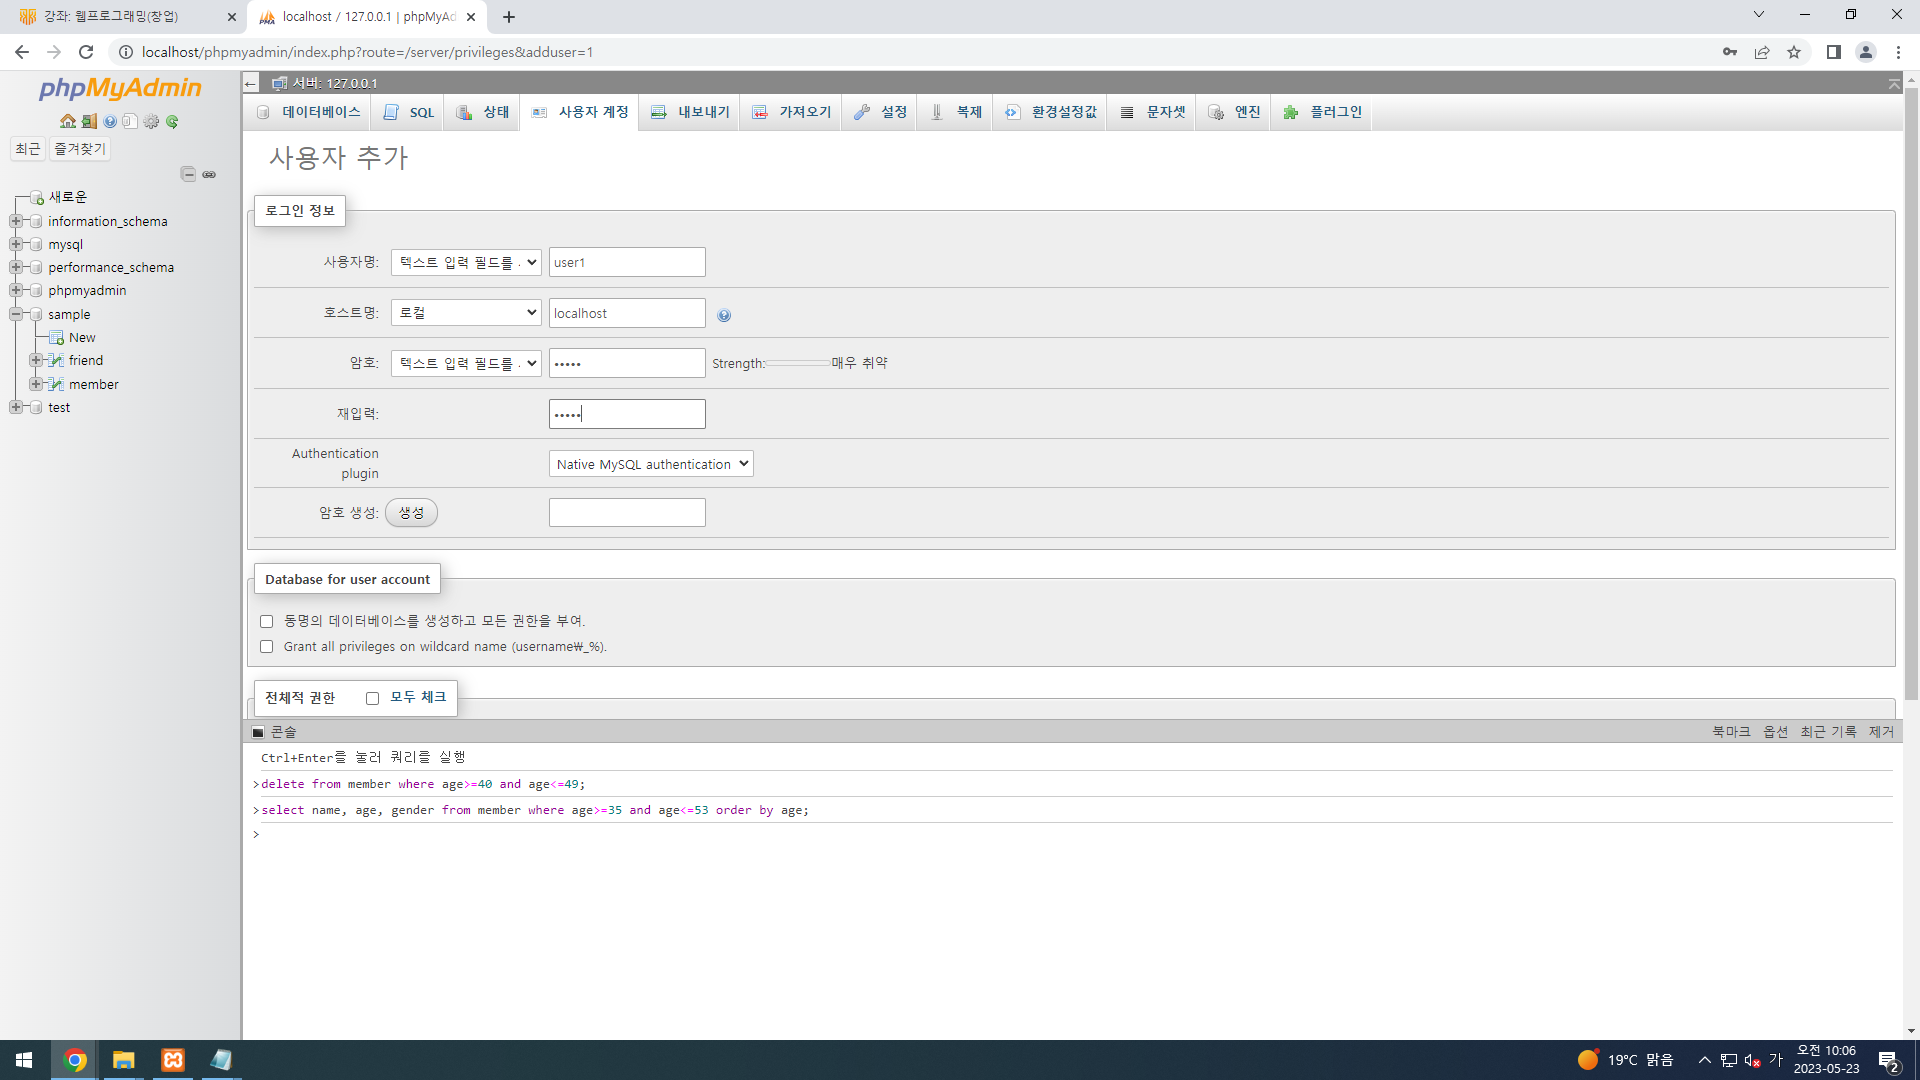 강좌: 웹프로그래밍(창업)
localhost / 127.0.0.1 | phpMyAd
localhost/phpmyadmin/index.php?route=/server/privileges&adduser=1
phpMyAdmin
최근 즐겨찾기
새로운
information_schema
mysql
performance_schema
phpmyadmin
sample
New
friend
member
test
서버: 127.0.0.1
데이터베이스 SQL 상태 사용자 계정 내보내기 가져오기 설정 복제 환경설정값 문자셋 엔진 플러그인
사용자 추가
로그인 정보
사용자명: 텍스트 입력 필드를 user1
호스트명: 로컬 localhost
암호: 텍스트 입력 필드를 ••••• Strength: 매우 취약
재입력: •••••
Authentication plugin Native MySQL authentication
암호 생성: 생성
Database for user account
동명의 데이터베이스를 생성하고 모든 권한을 부여.
Grant all privileges on wildcard name (username₩_%).
전체적 권한 모두 체크
콘솔 북마크 옵션 최근 기록 제거
Ctrl+Enter를 눌러 쿼리를 실행
>delete from member where age>=40 and age<=49;
>select name, age, gender from member where age>=35 and age<=53 order by age;
>
19°C 맑음 가 오전 10:06
2023-05-23
2